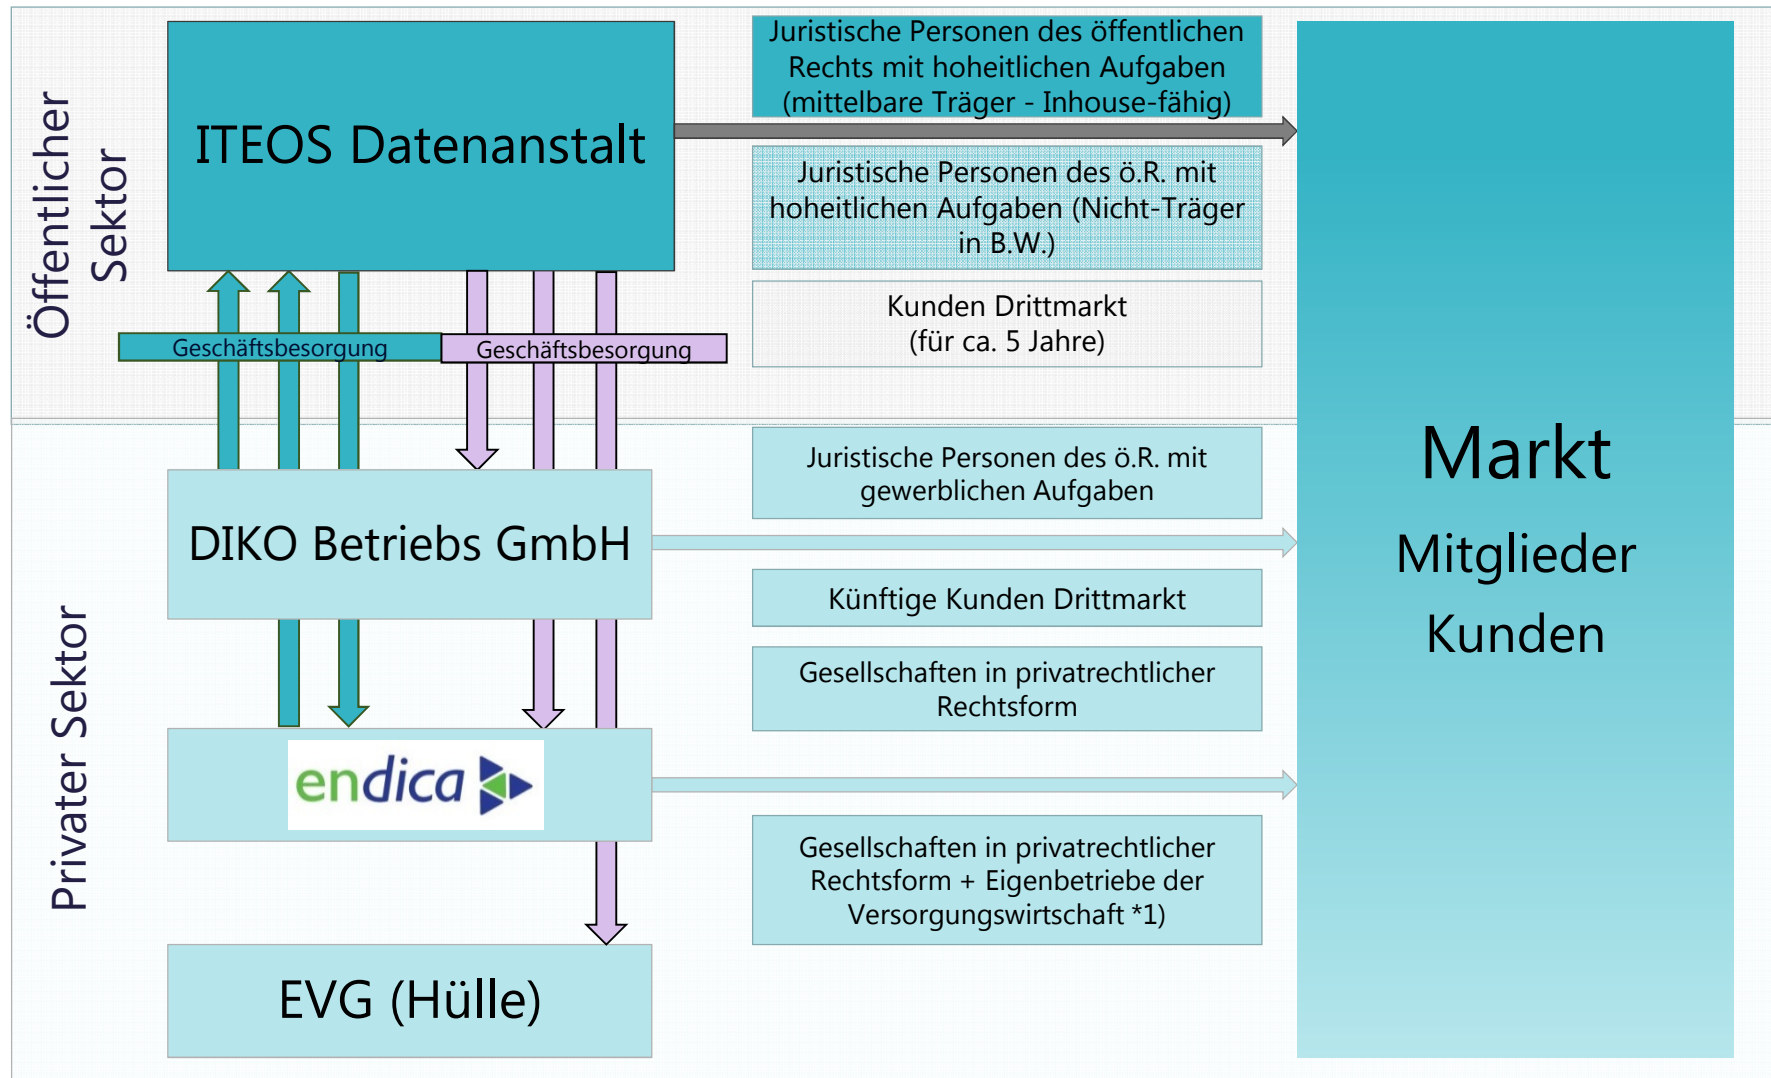 Öffentlicher
Sektor
ITEOS Datenanstalt
Juristische Personen des öffentlichen
Rechts mit hoheitlichen Aufgaben
(mittelbare Träger - Inhouse-fähig)
Juristische Personen des ö.R. mit
hoheitlichen Aufgaben (Nicht-Träger
in B.W.)
Kunden Drittmarkt
(für ca. 5 Jahre)
Geschäftsbesorgung
Geschäftsbesorgung
Privater Sektor
DIKO Betriebs GmbH
Juristische Personen des ö.R. mit
gewerblichen Aufgaben
Künftige Kunden Drittmarkt
Gesellschaften in privatrechtlicher
Rechtsform
endica
Gesellschaften in privatrechtlicher
Rechtsform + Eigenbetriebe der
Versorgungswirtschaft *1)
EVG (Hülle)
Markt
Mitglieder
Kunden